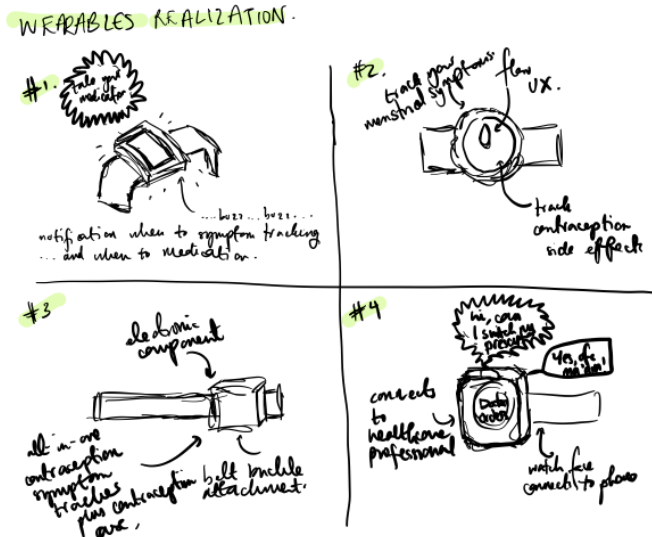 WEARABLES REALIZATION.
#1.
take your
medication
....buzz...buzz...
notification when to symptom tracking
... and when to medication.
#2.
track your
menstrual symptoms
flow
UX.
track
contraception
side effects
#3
electronic
component
all in one
contraception
symptom
tracker
plus contraception
belt buckle
attachment.
#4
hi, can
I switch my
Yes, ofc
connects
to
healthcare
professional
watch face
connects to phone